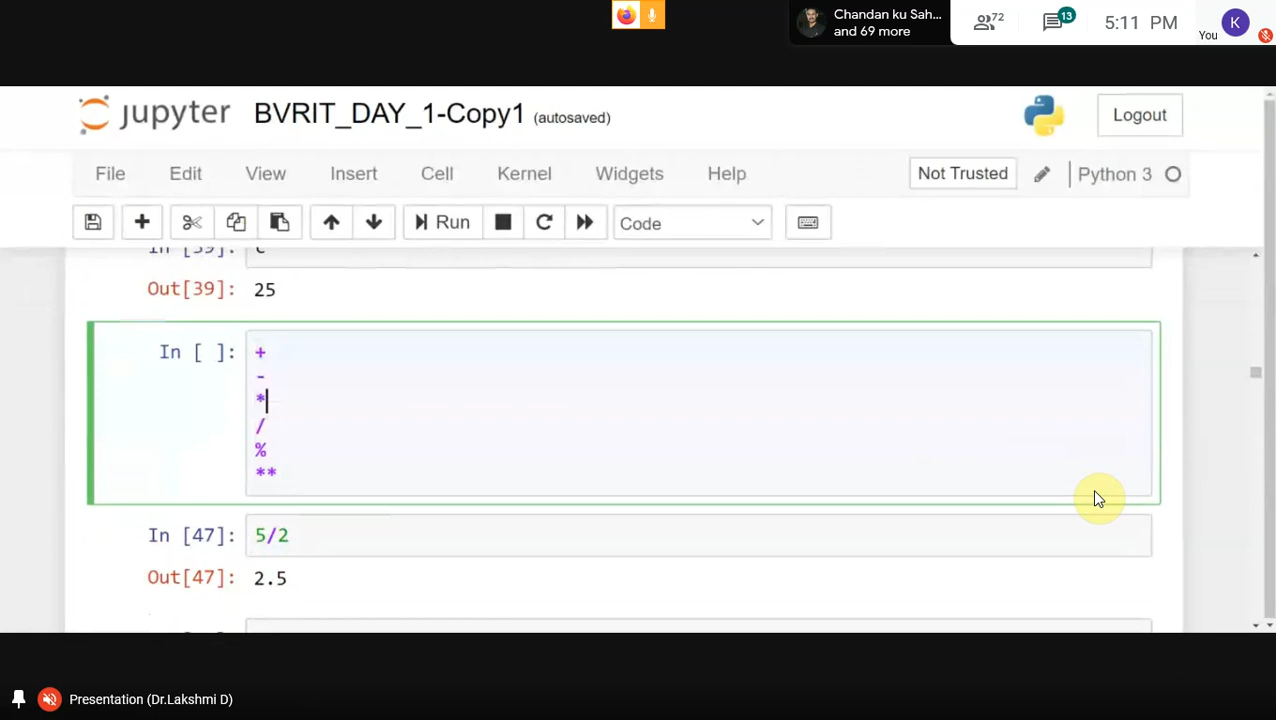 Chandan ku Sah...
and 69 more
72
13
5:11 PM
You
K
jupyter BVRIT_DAY_1-Copy1 (autosaved)
Logout
File Edit View Insert Cell Kernel Widgets Help
Not Trusted
Python 3
Run
Code
In [39]: c
Out[39]: 25
In [ ]: +
-
*
/
%
**
In [47]: 5/2
Out[47]: 2.5
Presentation (Dr.Lakshmi D)